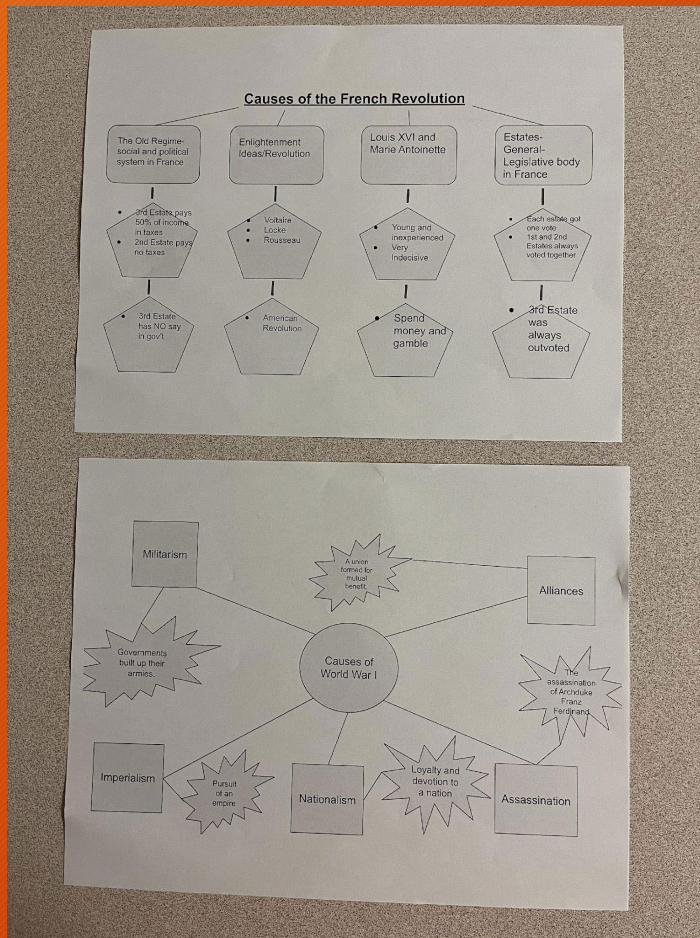 Causes of the French Revolution
The Old Regime-
social and political
system in France
Enlightenment
Ideas/Revolution
Louis XVI and
Marie Antoinette
Estates-
General-
Legislative body
in France
• 3rd Estate pays
50% of income
in taxes
• 2nd Estate pays
no taxes
• Voltaire
• Locke
• Rousseau
• Young and
inexperienced
• Very
Indecisive
• Each estate got
one vote
• 1st and 2nd
Estates always
voted together
• 3rd Estate
has NO say
in gov't
• American
Revolution
• Spend
money and
gamble
• 3rd Estate
was
always
outvoted
Militarism
A union
formed for
mutual
benefit.
Alliances
Governments
built up their
armies.
Causes of
World War I
The
assassination
of Archduke
Franz
Ferdinand
Imperialism
Pursuit
of an
empire
Nationalism
Loyalty and
devotion to
a nation
Assassination